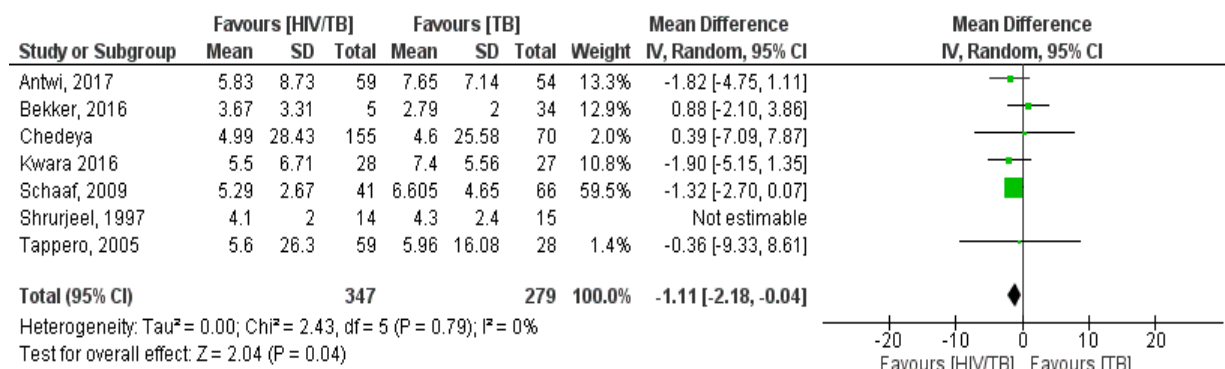 Favours [HIV/TB] Favours [TB] Mean Difference Mean Difference
Study or Subgroup Mean SD Total Mean SD Total Weight IV, Random, 95% CI IV, Random, 95% CI
Antwi, 2017 5.83 8.73 59 7.65 7.14 54 13.3% -1.82 [-4.75, 1.11]
Bekker, 2016 3.67 3.31 5 2.79 2 34 12.9% 0.88 [-2.10, 3.86]
Chedeya 4.99 28.43 155 4.6 25.58 70 2.0% 0.39 [-7.09, 7.87]
Kwara 2016 5.5 6.71 28 7.4 5.56 27 10.8% -1.90 [-5.15, 1.35]
Schaaf, 2009 5.29 2.67 41 6.605 4.65 66 59.5% -1.32 [-2.70, 0.07]
Shrurjeel, 1997 4.1 2 14 4.3 2.4 15 Not estimable
Tappero, 2005 5.6 26.3 59 5.96 16.08 28 1.4% -0.36 [-9.33, 8.61]
Total (95% CI) 347 279 100.0% -1.11 [-2.18, -0.04]
Heterogeneity: Tau² = 0.00; Chi² = 2.43, df = 5 (P = 0.79); I² = 0%
Test for overall effect: Z = 2.04 (P = 0.04)
-20 -10 0 10 20
Favours [HIV/TB] Favours [TB]